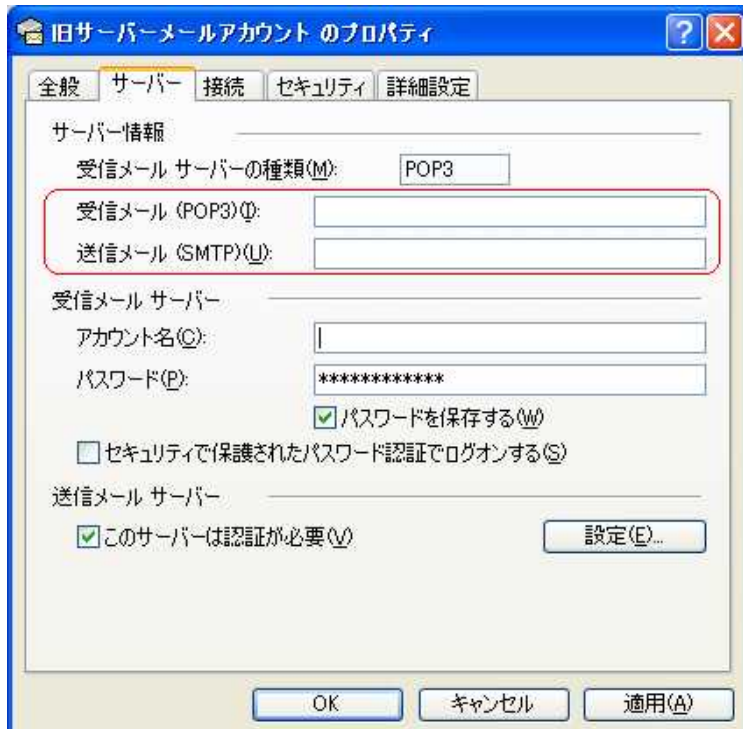 旧サーバーメールアカウント のプロパティ
全般 サーバー 接続 セキュリティ 詳細設定
サーバー情報
受信メール サーバーの種類(M): POP3
受信メール (POP3)(I):
送信メール (SMTP)(U):
受信メール サーバー
アカウント名(C):
パスワード(P): ************
パスワードを保存する(W)
セキュリティで保護されたパスワード認証でログオンする(S)
送信メール サーバー
このサーバーは認証が必要(V) 設定(E)...
OK キャンセル 適用(A)